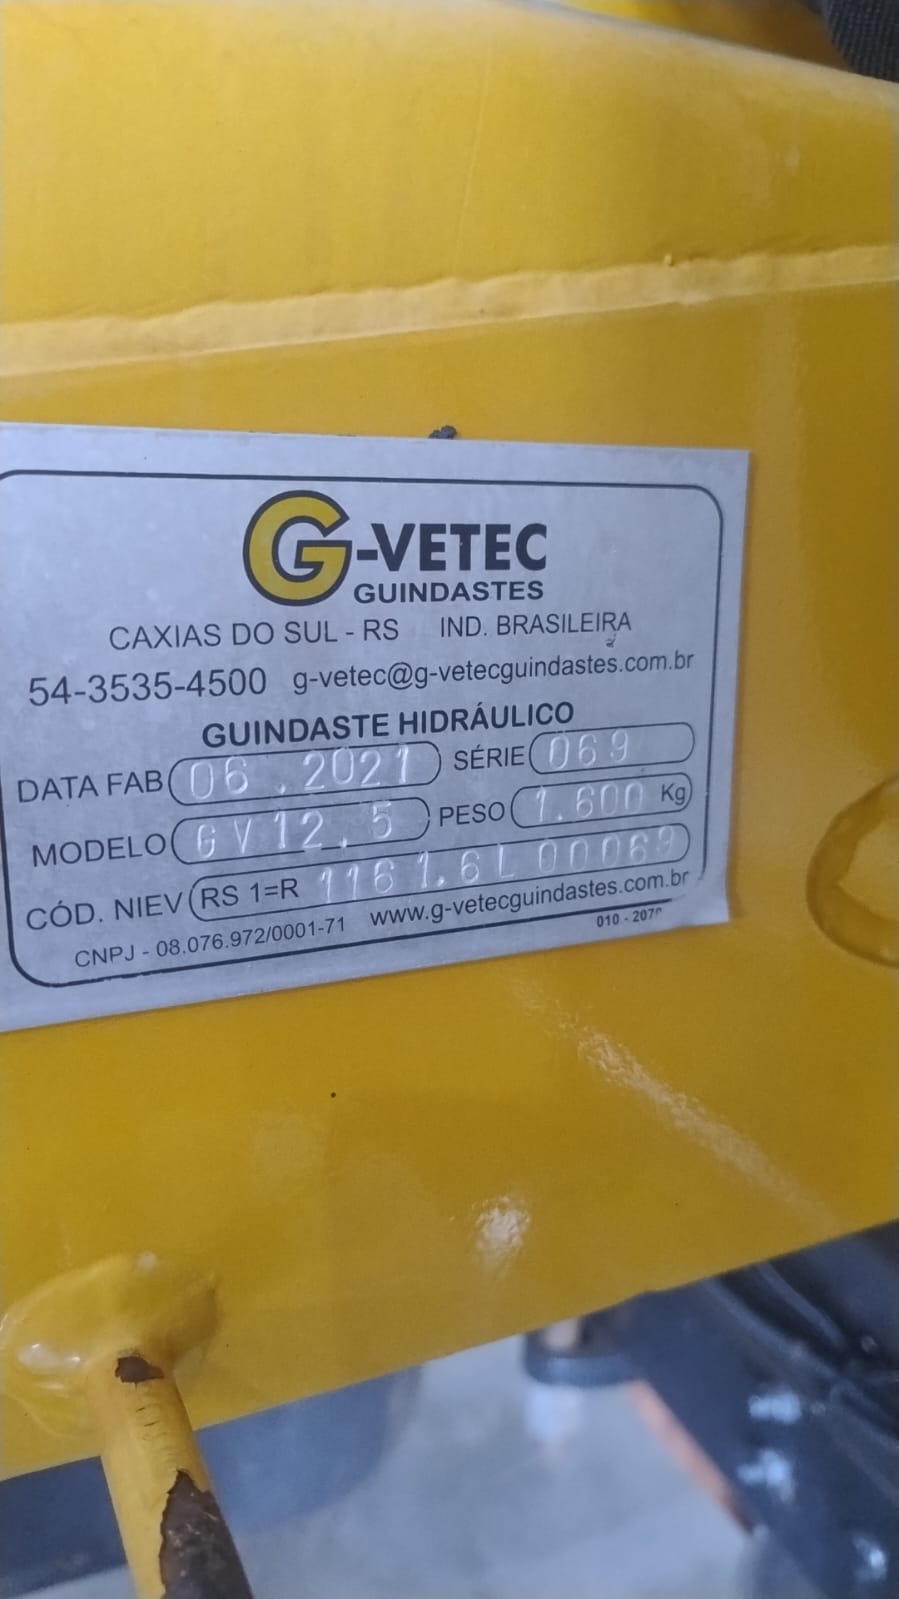 G-VETEC
GUINDASTES
CAXIAS DO SUL - RS IND. BRASILEIRA
54-3535-4500 g-vetec@g-vetecguindastes.com.br
GUINDASTE HIDRÁULICO
DATA FAB 06.2021 SÉRIE 069
MODELO GV12.5 PESO 1.600 Kg
CÓD. NIEV RS 1=R 1161.6L00069
CNPJ - 08.076.972/0001-71 www.g-vetecguindastes.com.br
010 -